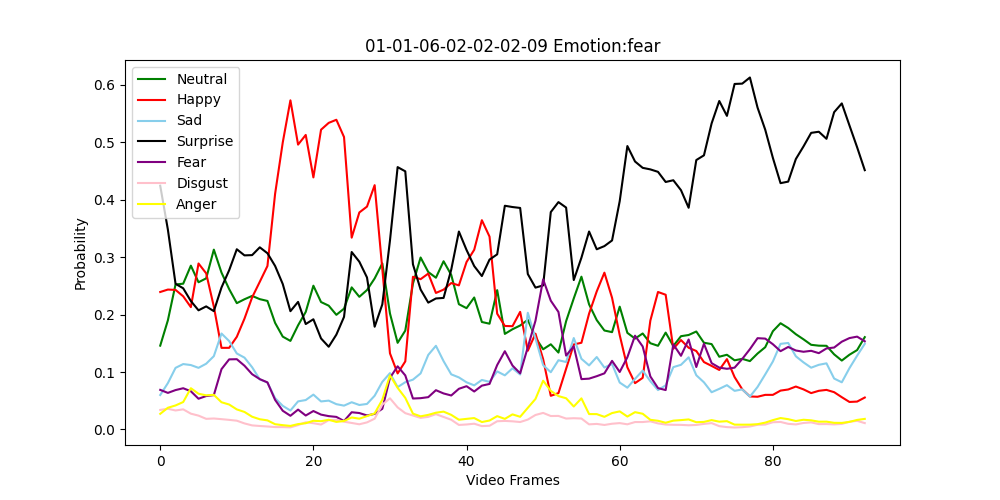 01-01-06-02-02-02-09 Emotion:fear
Neutral
Happy
Sad
Surprise
Fear
Disgust
Anger
Probability
0.6
0.5
0.4
0.3
0.2
0.1
0.0
0 20 40 60 80
Video Frames